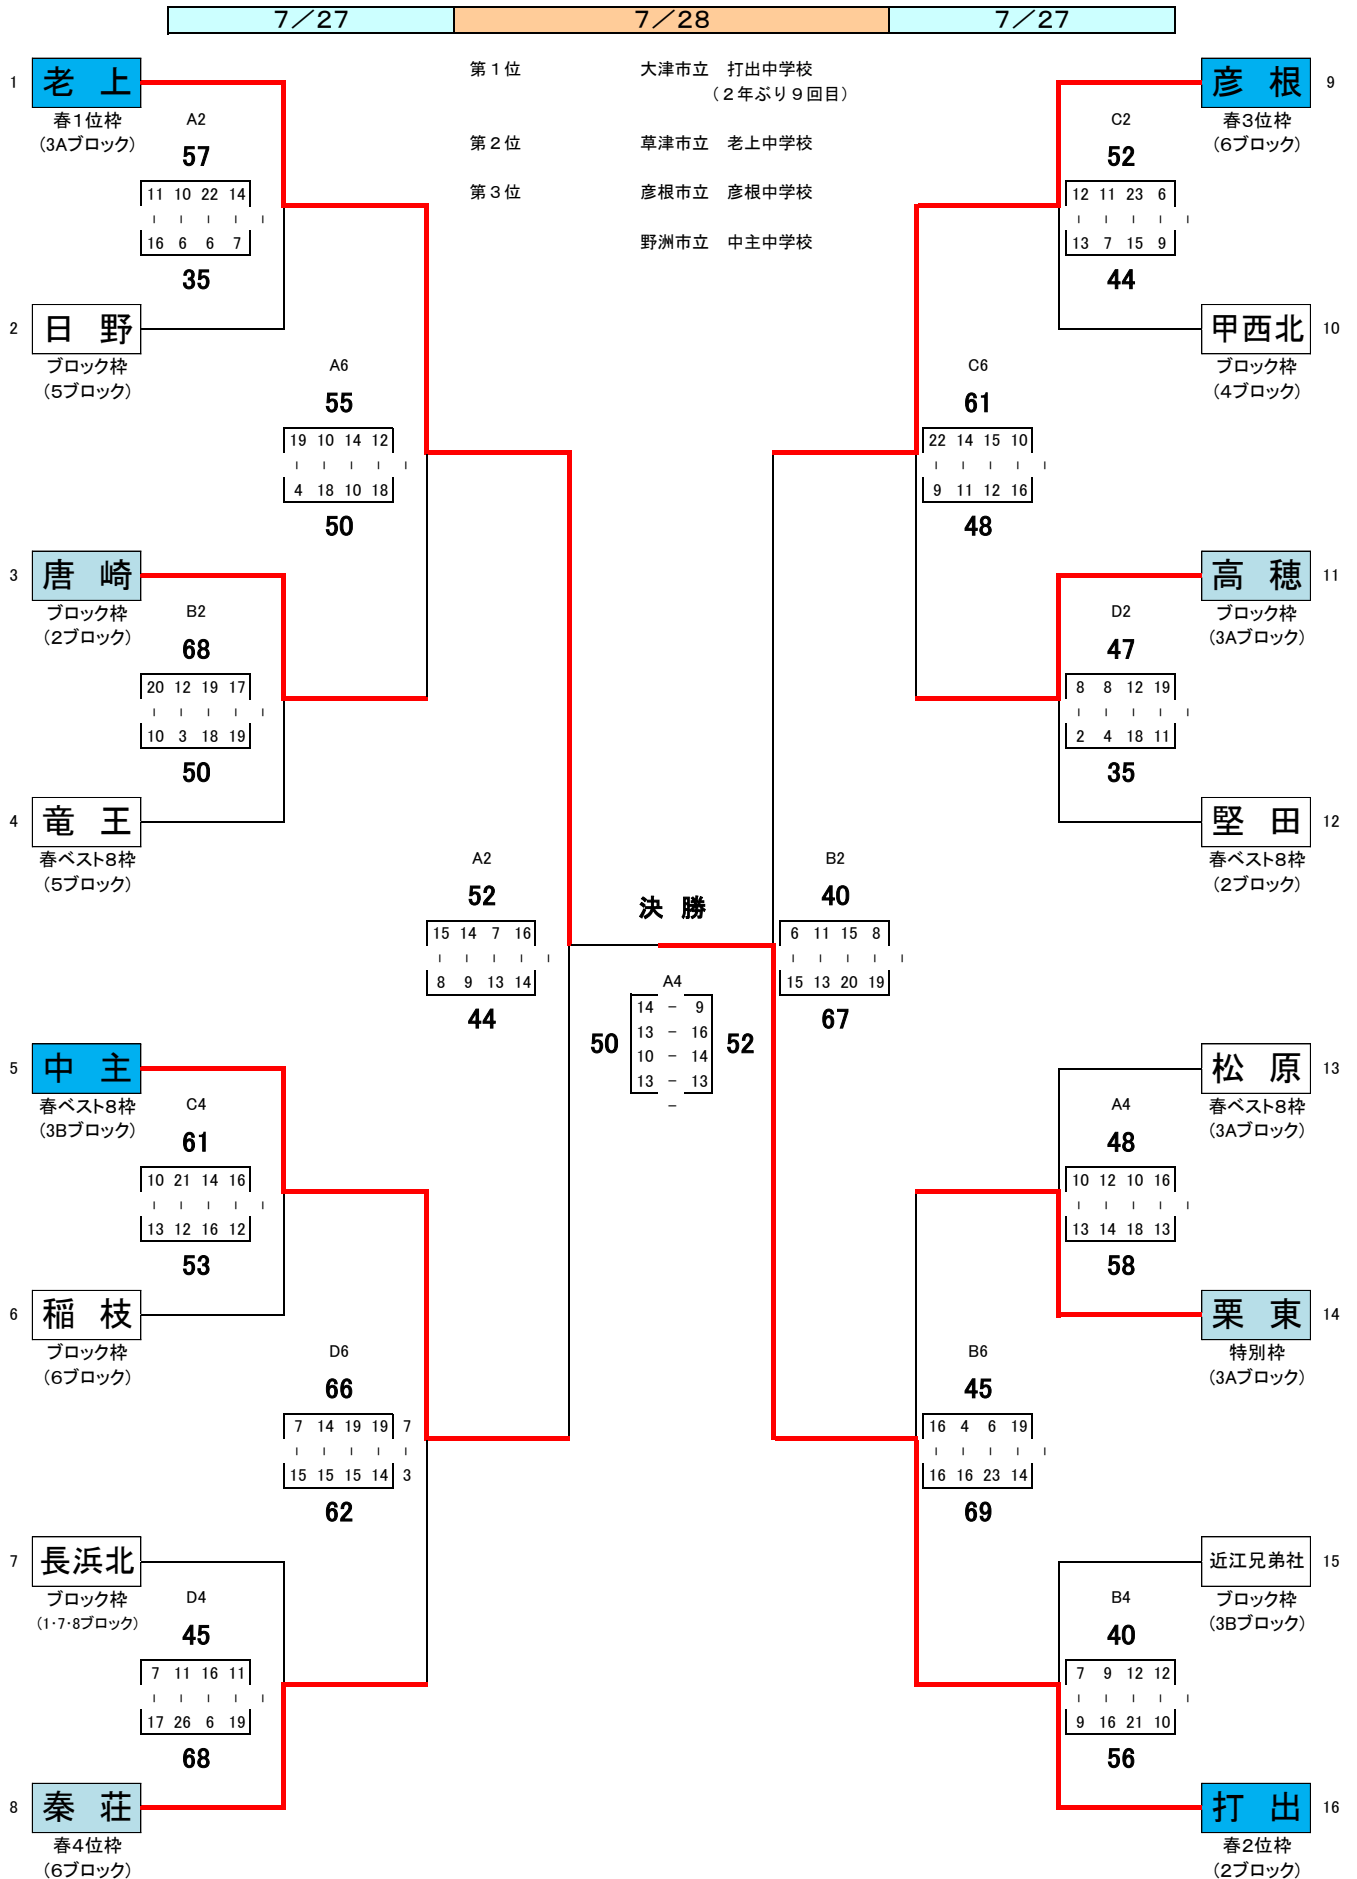 7／27 7／28 7／27
第１位 大津市立 打出中学校
（２年ぶり９回目）
第２位 草津市立 老上中学校
第３位 彦根市立 彦根中学校
野洲市立 中主中学校
1 老 上
春1位枠
(3Aブロック)
A2
57
11 10 22 14
16 6 6 7
35
2 日 野
ブロック枠
(5ブロック)
A6
55
19 10 14 12
4 18 10 18
50
3 唐 崎
ブロック枠
(2ブロック)
B2
68
20 12 19 17
10 3 18 19
50
4 竜 王
春ベスト8枠
(5ブロック)
A2
52
15 14 7 16
8 9 13 14
44
5 中 主
春ベスト8枠
(3Bブロック)
C4
61
10 21 14 16
13 12 16 12
53
6 稲 枝
ブロック枠
(6ブロック)
D6
66
7 14 19 19 7
15 15 15 14 3
62
7 長浜北
ブロック枠
(1・7・8ブロック)
D4
45
7 11 16 11
17 26 6 19
68
8 秦 荘
春4位枠
(6ブロック)
決 勝
A4
50 52
14 － 9
13 － 16
10 － 14
13 － 13
－
彦 根 9
春3位枠
(6ブロック)
C2
52
12 11 23 6
13 7 15 9
44
甲西北 10
ブロック枠
(4ブロック)
C6
61
22 14 15 10
9 11 12 16
48
高 穂 11
ブロック枠
(3Aブロック)
D2
47
8 8 12 19
2 4 18 11
35
堅 田 12
春ベスト8枠
(2ブロック)
B2
40
6 11 15 8
15 13 20 19
67
松 原 13
春ベスト8枠
(3Aブロック)
A4
48
10 12 10 16
13 14 18 13
58
栗 東 14
特別枠
(3Aブロック)
B6
45
16 4 6 19
16 16 23 14
69
近江兄弟社 15
ブロック枠
(3Bブロック)
B4
40
7 9 12 12
9 16 21 10
56
打 出 16
春2位枠
(2ブロック)